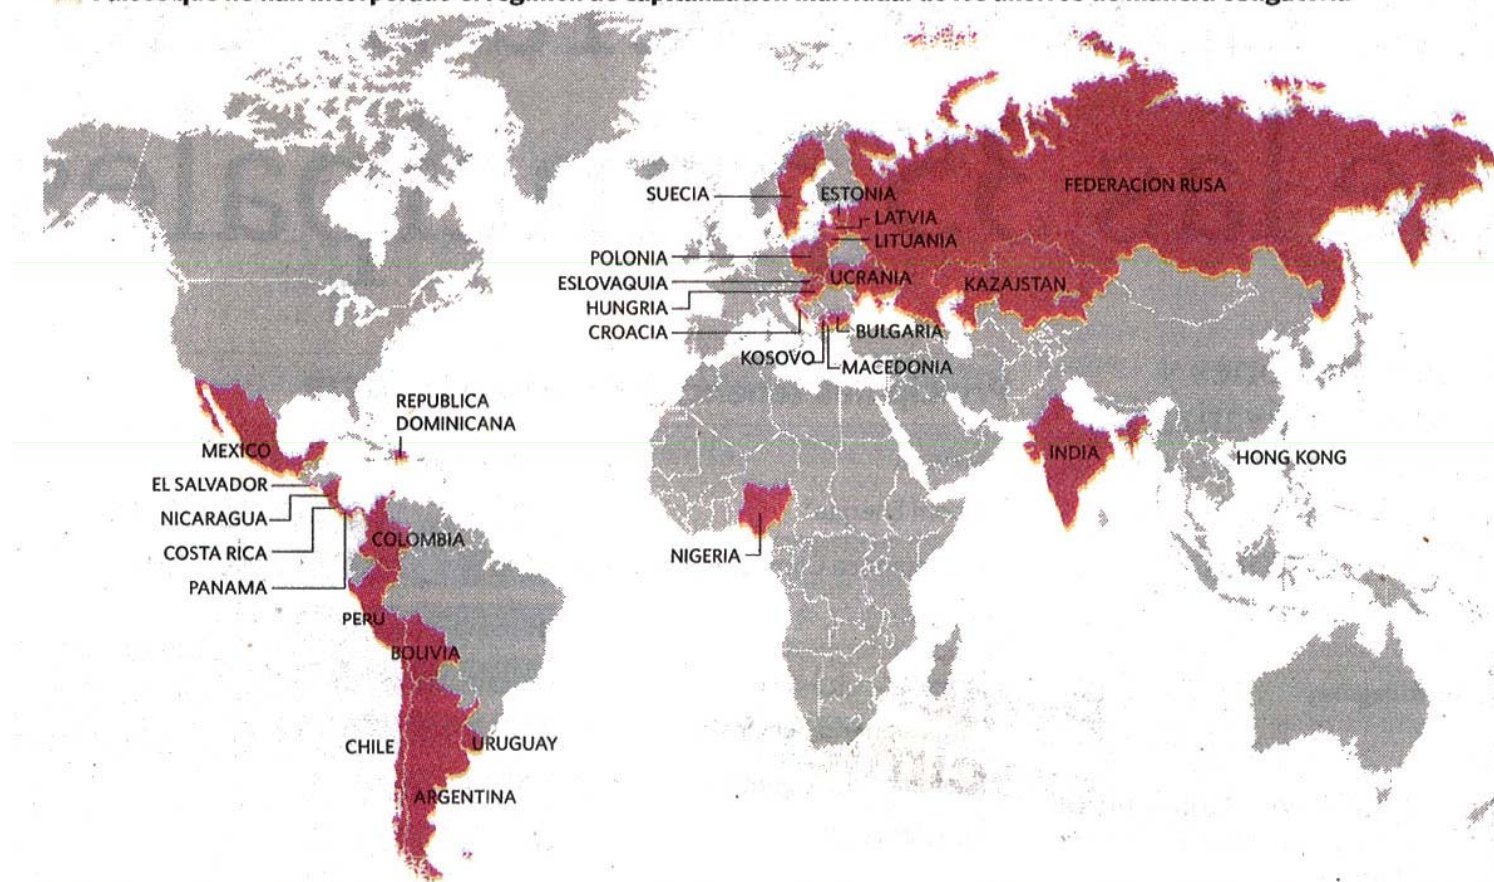 SUECIA
ESTONIA
FEDERACION RUSA
LATVIA
LITUANIA
POLONIA
ESLOVAQUIA
UCRANIA
KAZAJSTAN
HUNGRIA
CROACIA
BULGARIA
KOSOVO
MACEDONIA
REPUBLICA
DOMINICANA
MEXICO
INDIA
HONG KONG
EL SALVADOR
NICARAGUA
COSTA RICA
COLOMBIA
NIGERIA
PANAMA
PERU
BOLIVIA
CHILE
URUGUAY
ARGENTINA